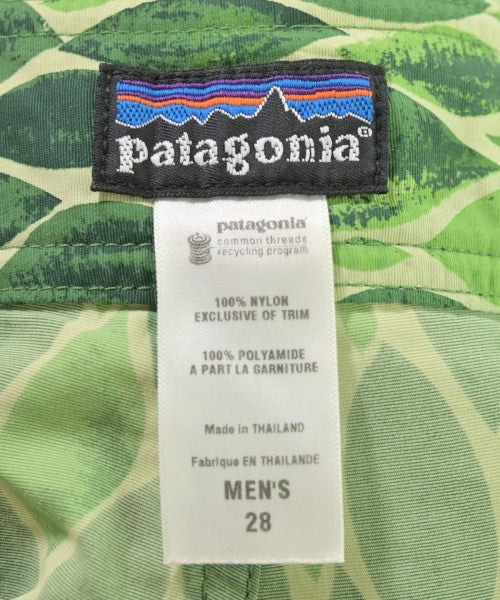 patagonia®
patagonia®
common threads
recycling program
100% NYLON
EXCLUSIVE OF TRIM
100% POLYAMIDE
A PART LA GARNITURE
Made in THAILAND
Fabrique EN THAILANDE
MEN'S
28